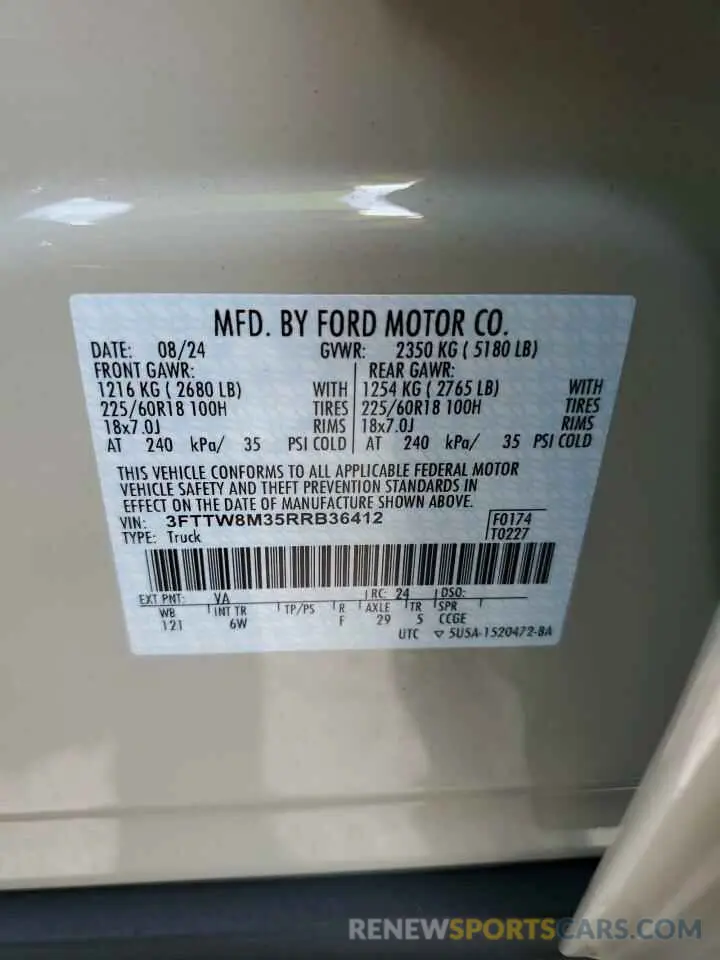 MFD. BY FORD MOTOR CO.
DATE: 08/24 GVWR: 2350 KG ( 5180 LB)
FRONT GAWR: REAR GAWR:
1216 KG ( 2680 LB) WITH 1254 KG ( 2765 LB) WITH
225/60R18 100H TIRES 225/60R18 100H TIRES
18x7.0J RIMS 18x7.0J RIMS
AT 240 kPa/ 35 PSI COLD AT 240 kPa/ 35 PSI COLD
THIS VEHICLE CONFORMS TO ALL APPLICABLE FEDERAL MOTOR
VEHICLE SAFETY AND THEFT PREVENTION STANDARDS IN
EFFECT ON THE DATE OF MANUFACTURE SHOWN ABOVE.
VIN: 3FTTW8M35RRB36412 F0174
TYPE: Truck T0227
EXT PNT: YA RC: 24 DSO:
WB INT TR TP/PS R AXLE TR SPR
121 6W F 29 5 CCGE
UTC ▽ 5U5A-1520472-BA
RENEWSPORTSCARS.COM